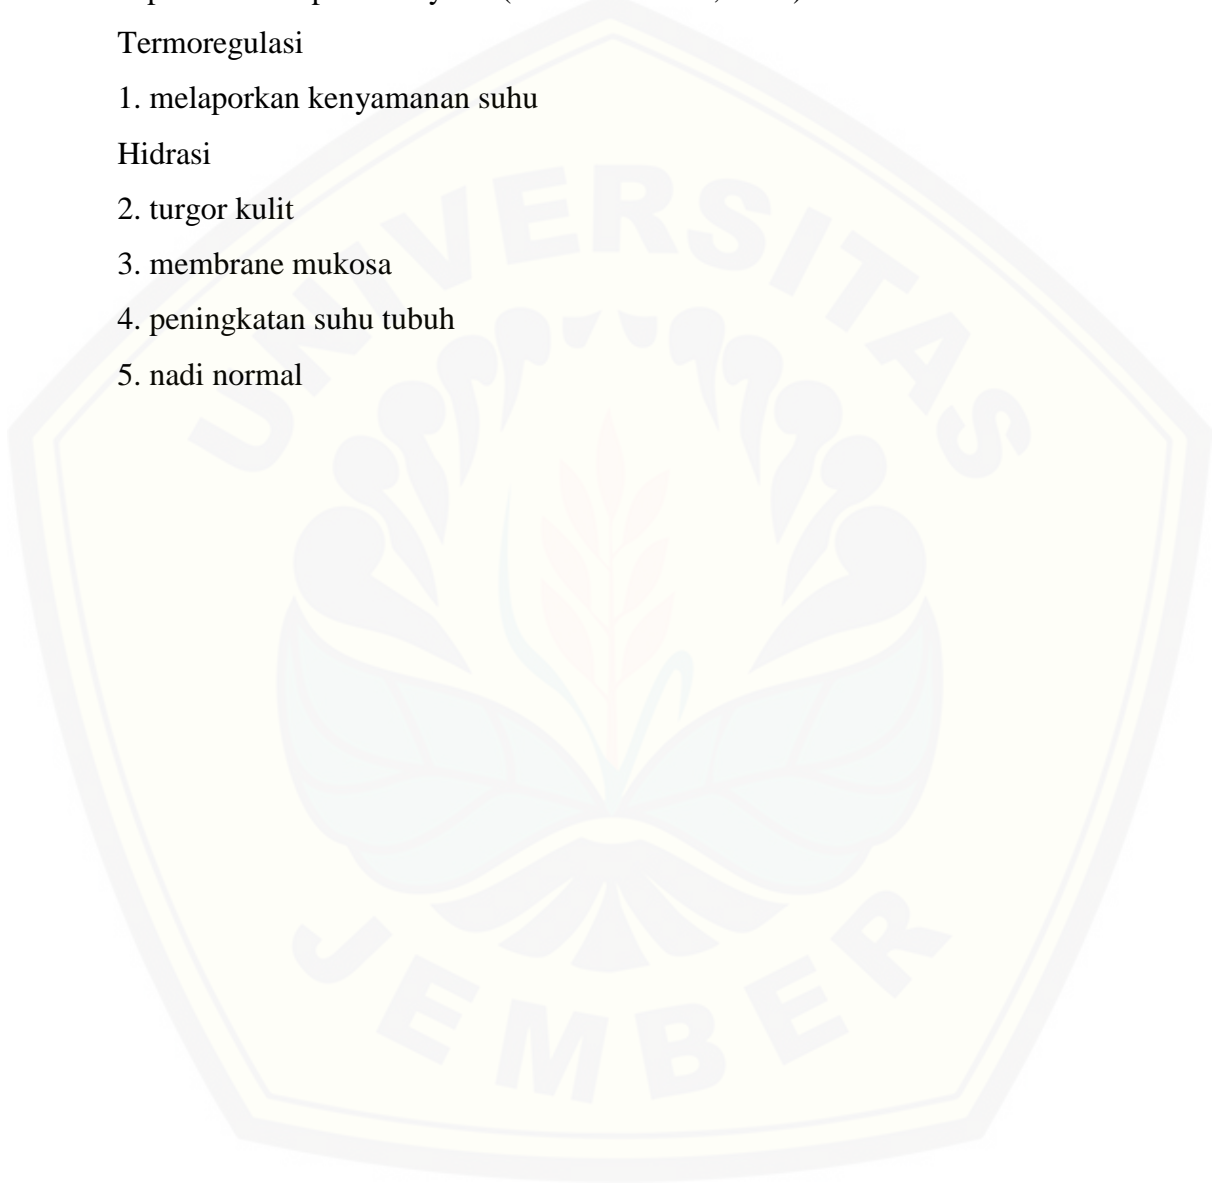 Termoregulasi
1. melaporkan kenyamanan suhu
Hidrasi
2. turgor kulit
3. membrane mukosa
4. peningkatan suhu tubuh
5. nadi normal
UNIVERSITAS
JEMBER